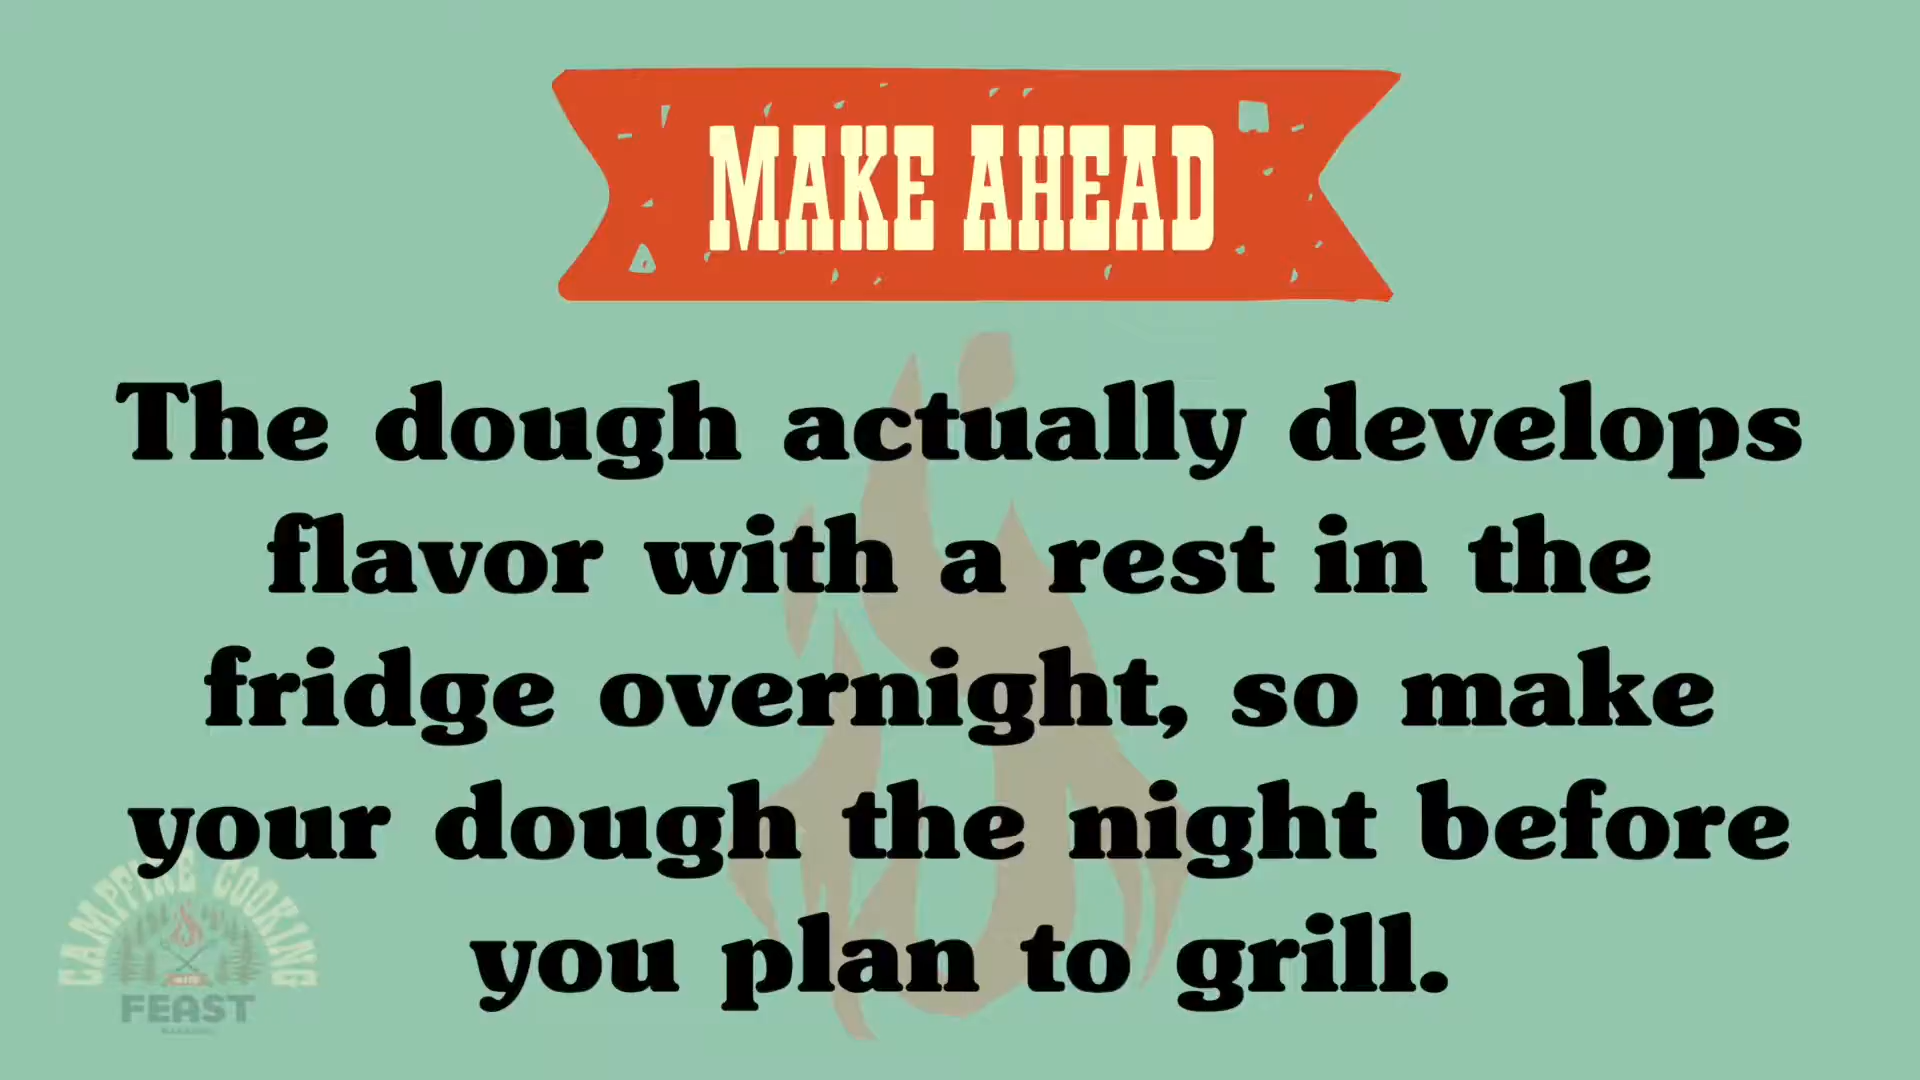 MAKE AHEAD
The dough actually develops
flavor with a rest in the
fridge overnight, so make
your dough the night before
you plan to grill.
CAMPFIRE COOKING
WITH
FEAST